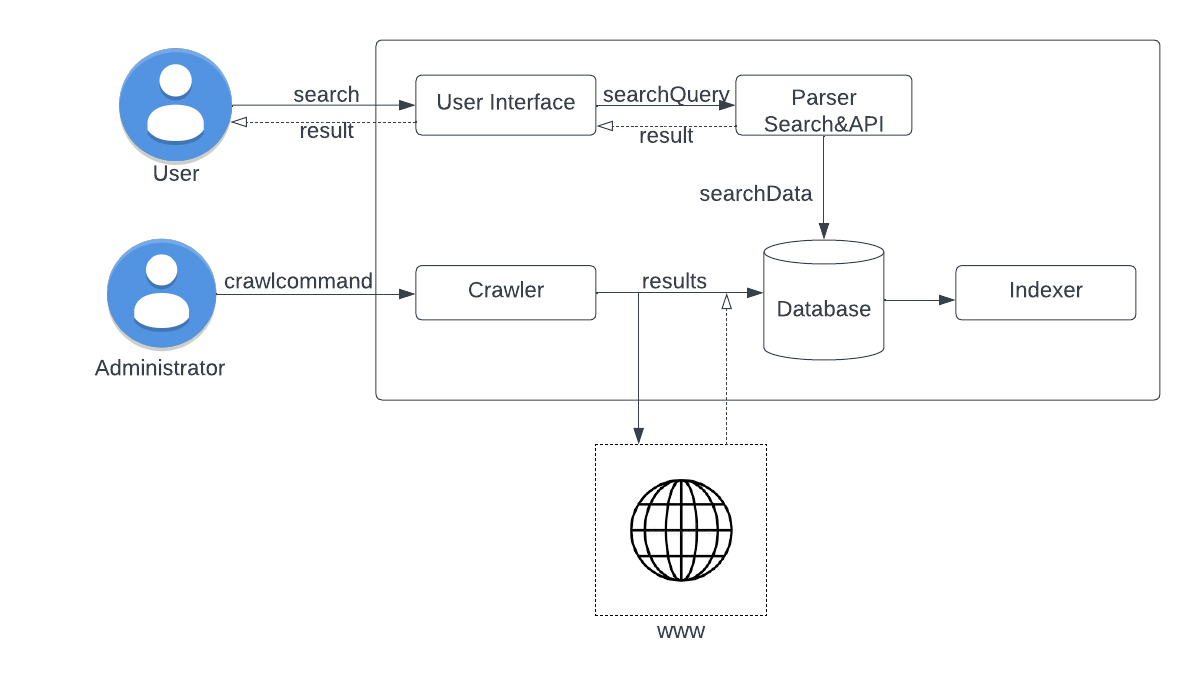 search
User Interface
searchQuery
Parser
Search&API
result
result
User
searchData
crawlcommand
Crawler
results
Database
Indexer
Administrator
www